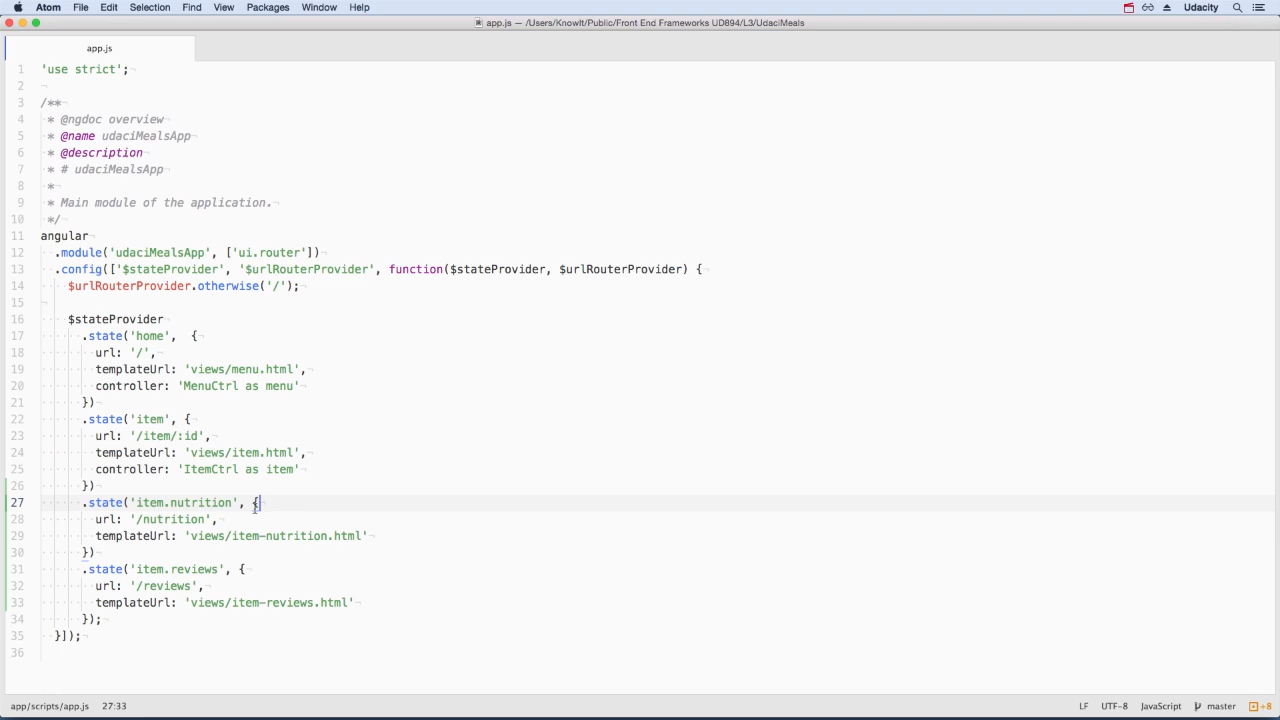 Atom File Edit Selection Find View Packages Window Help Udacity
app.js — /Users/KnowIt/Public/Front End Frameworks UD894/L3/UdaciMeals
app.js
1 'use strict';
2
3 /**
4 * @ngdoc overview
5 * @name udaciMealsApp
6 * @description
7 * # udaciMealsApp
8 *
9 * Main module of the application.
10 */
11 angular
12 .module('udaciMealsApp', ['ui.router'])
13 .config(['$stateProvider', '$urlRouterProvider', function($stateProvider, $urlRouterProvider) {
14 $urlRouterProvider.otherwise('/');
15
16 $stateProvider
17 .state('home', {
18 url: '/',
19 templateUrl: 'views/menu.html',
20 controller: 'MenuCtrl as menu'
21 })
22 .state('item', {
23 url: '/item/:id',
24 templateUrl: 'views/item.html',
25 controller: 'ItemCtrl as item'
26 })
27 .state('item.nutrition', {
28 url: '/nutrition',
29 templateUrl: 'views/item-nutrition.html'
30 })
31 .state('item.reviews', {
32 url: '/reviews',
33 templateUrl: 'views/item-reviews.html'
34 });
35 }]);
36
app/scripts/app.js 27:33 LF UTF-8 JavaScript master +8